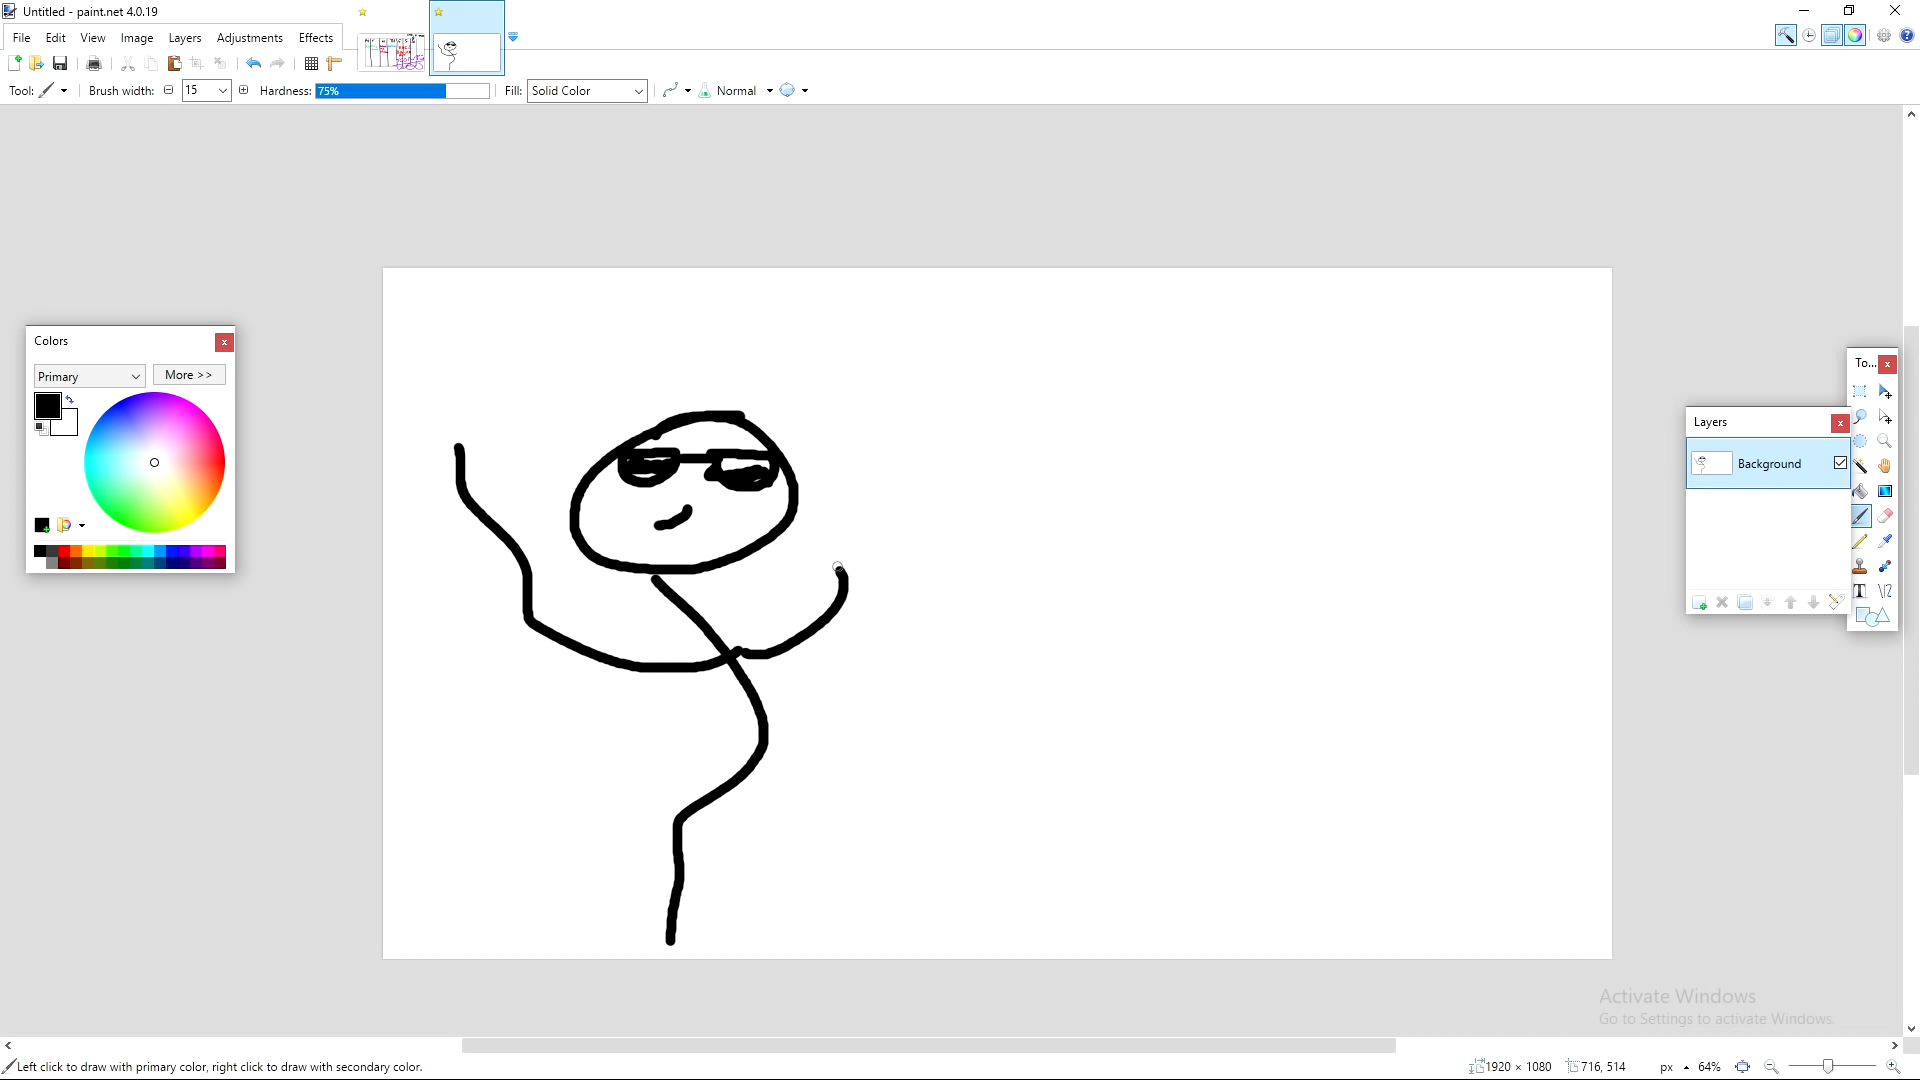 Untitled - paint.net 4.0.19
File Edit View Image Layers Adjustments Effects
Tool: Brush width: 15 Hardness: 75% Fill: Solid Color Normal
Colors
Primary More >>
To...
Layers
Background
Activate Windows
Go to Settings to activate Windows.
Left click to draw with primary color, right click to draw with secondary color. 1920 × 1080 716, 514 px 64%